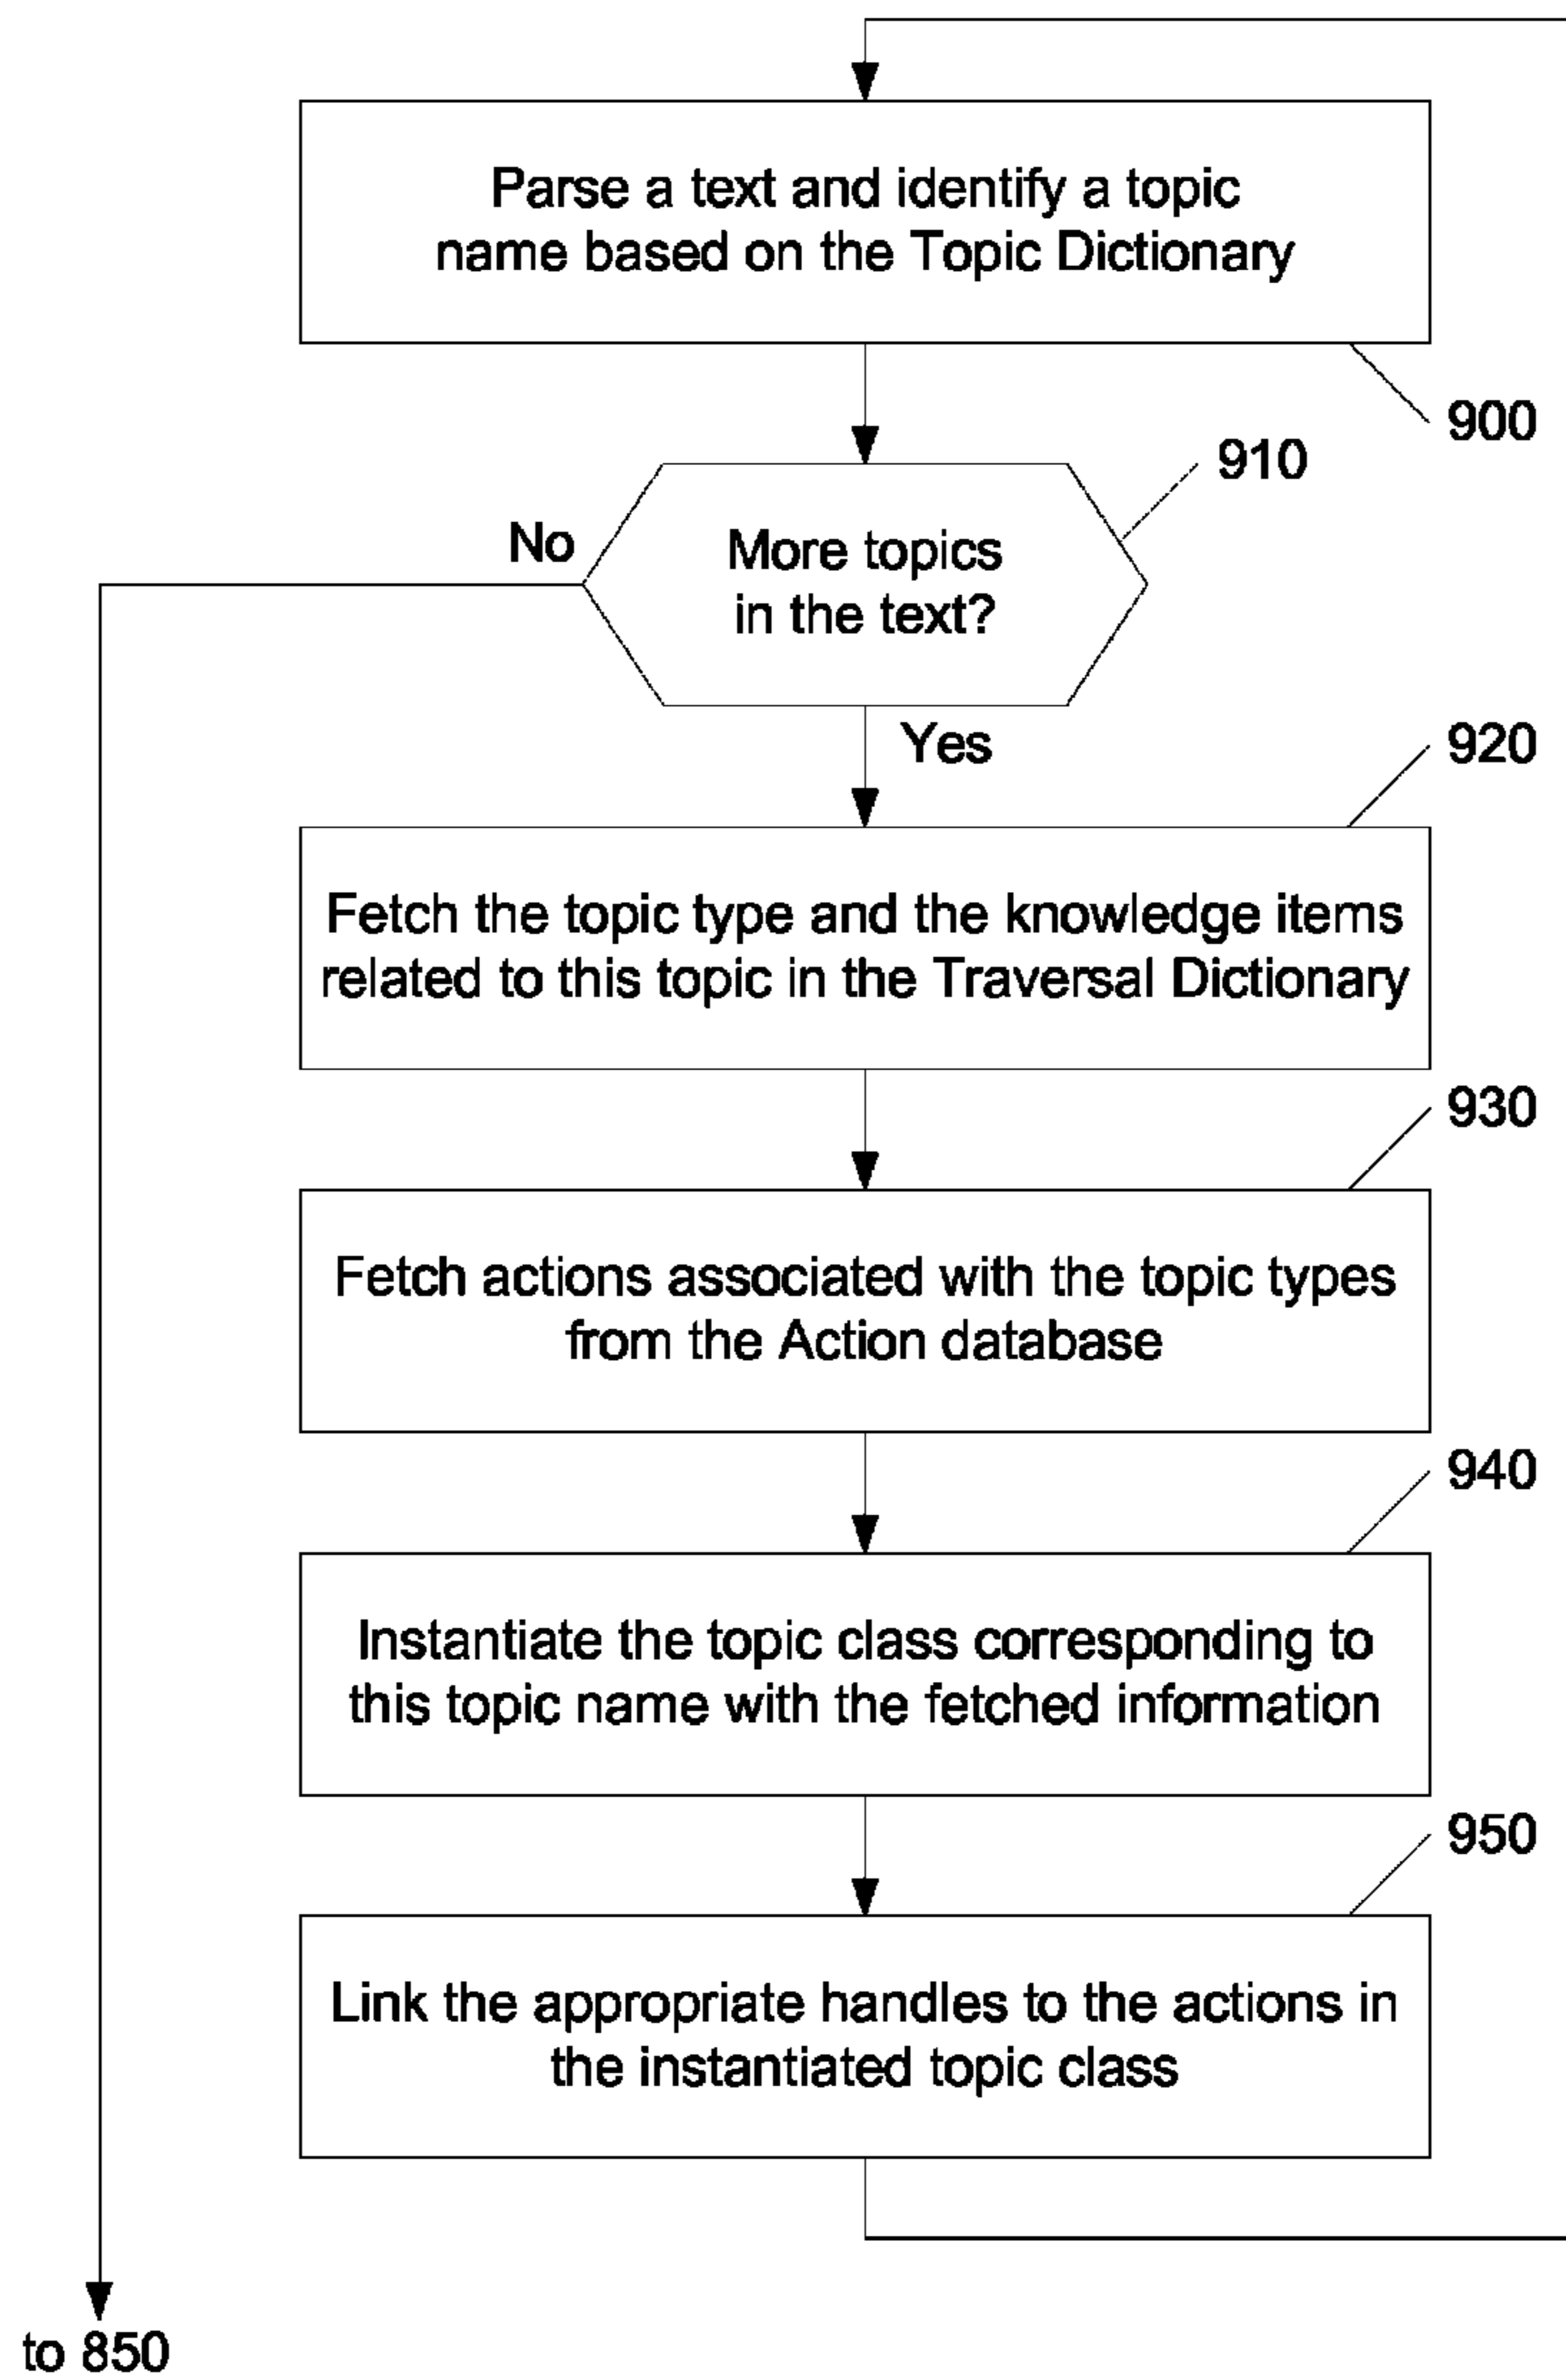 Parse a text and identify a topic
name based on the Topic Dictionary
900
910
No
More topics
in the text?
Yes
920
Fetch the topic type and the knowledge items
related to this topic in the Traversal Dictionary
930
Fetch actions associated with the topic types
from the Action database
940
Instantiate the topic class corresponding to
this topic name with the fetched information
950
Link the appropriate handles to the actions in
the instantiated topic class
to 850